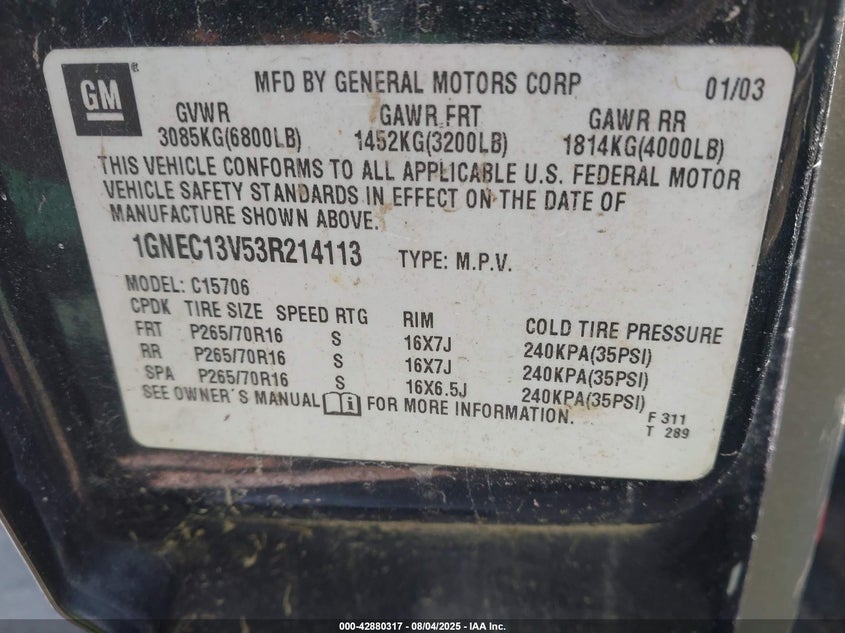 GM ® MFD BY GENERAL MOTORS CORP 01/03
GVWR GAWR FRT GAWR RR
3085KG(6800LB) 1452KG(3200LB) 1814KG(4000LB)
THIS VEHICLE CONFORMS TO ALL APPLICABLE U.S. FEDERAL MOTOR
VEHICLE SAFETY STANDARDS IN EFFECT ON THE DATE OF
MANUFACTURE SHOWN ABOVE.
1GNEC13V53R214113 TYPE: M.P.V.
MODEL: C15706
CPDK TIRE SIZE SPEED RTG RIM COLD TIRE PRESSURE
FRT P265/70R16 S 16X7J 240KPA(35PSI)
RR P265/70R16 S 16X7J 240KPA(35PSI)
SPA P265/70R16 S 16X6.5J 240KPA(35PSI)
SEE OWNER'S MANUAL i FOR MORE INFORMATION.
F 311
T 289
000-42880317 - 08/04/2025 - IAA Inc.